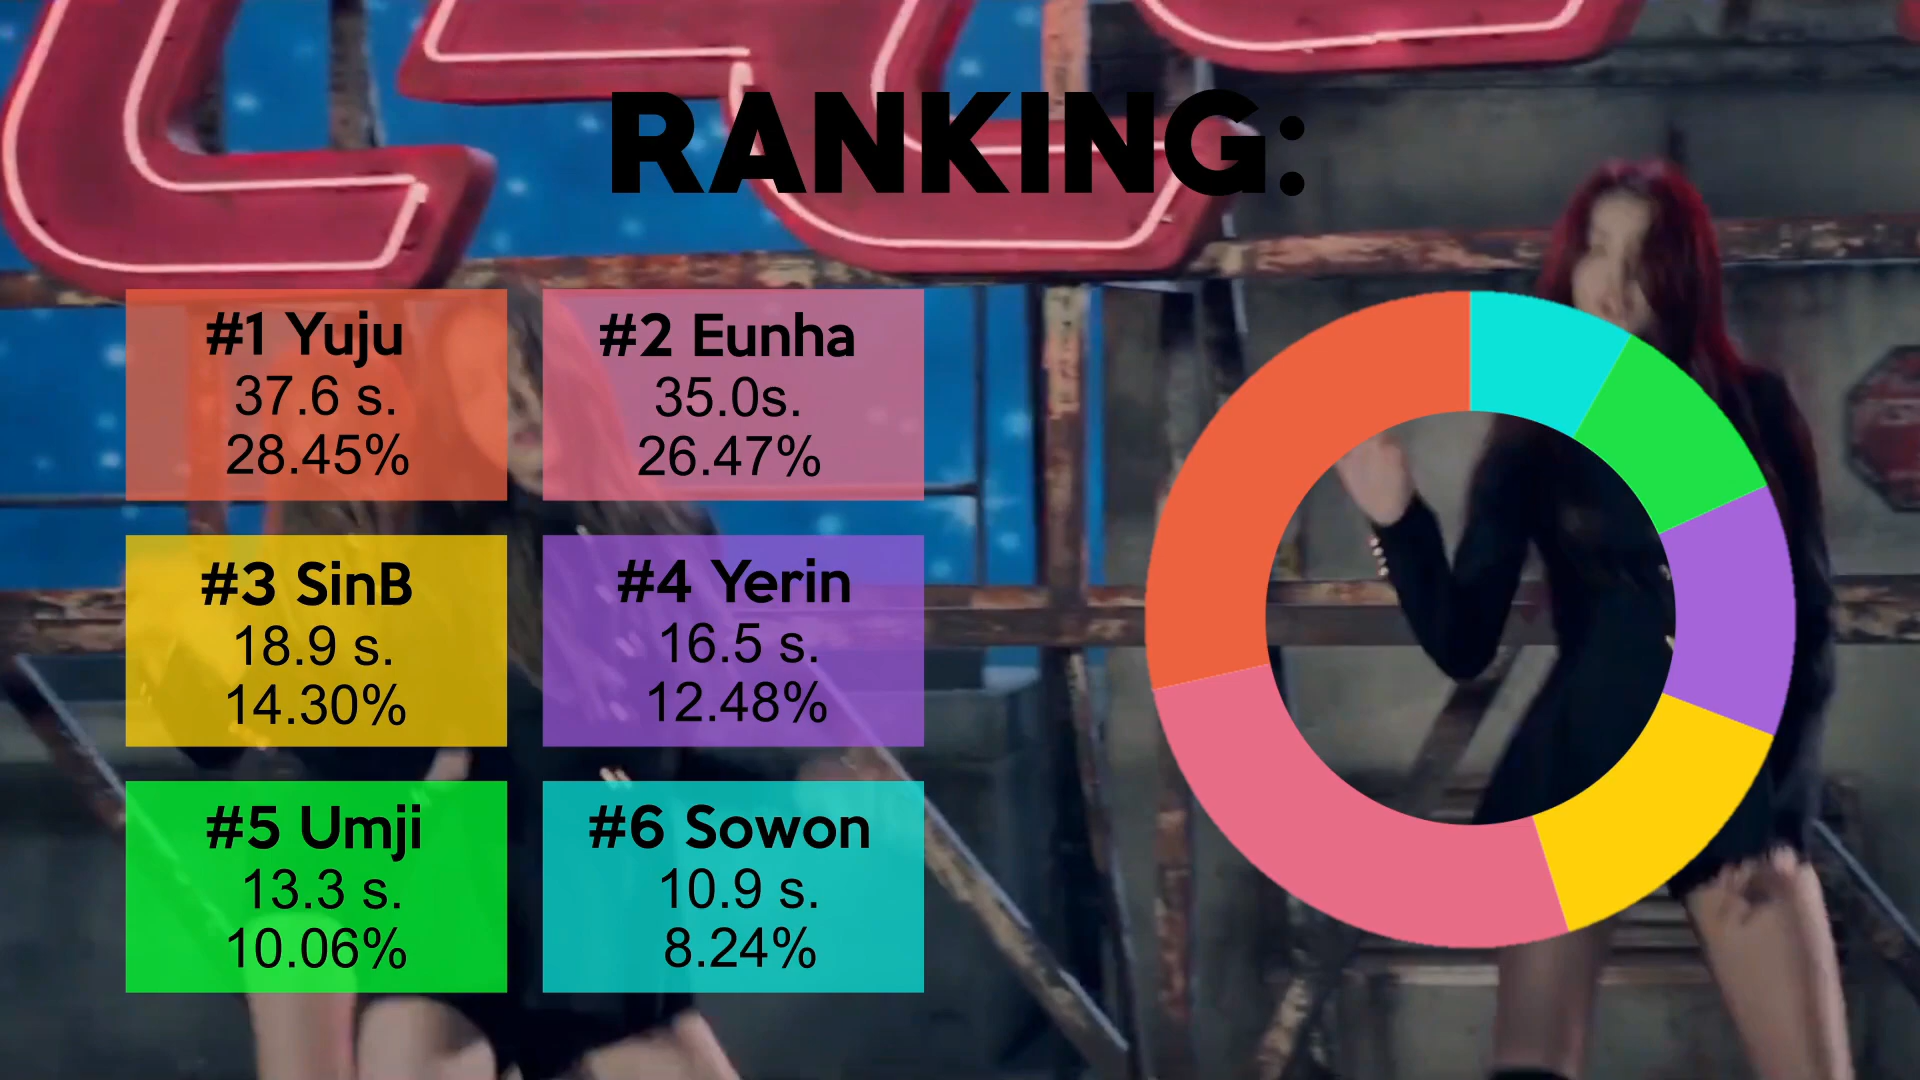 RANKING:
#1 Yuju
37.6 s.
28.45%
#2 Eunha
35.0s.
26.47%
#3 SinB
18.9 s.
14.30%
#4 Yerin
16.5 s.
12.48%
#5 Umji
13.3 s.
10.06%
#6 Sowon
10.9 s.
8.24%